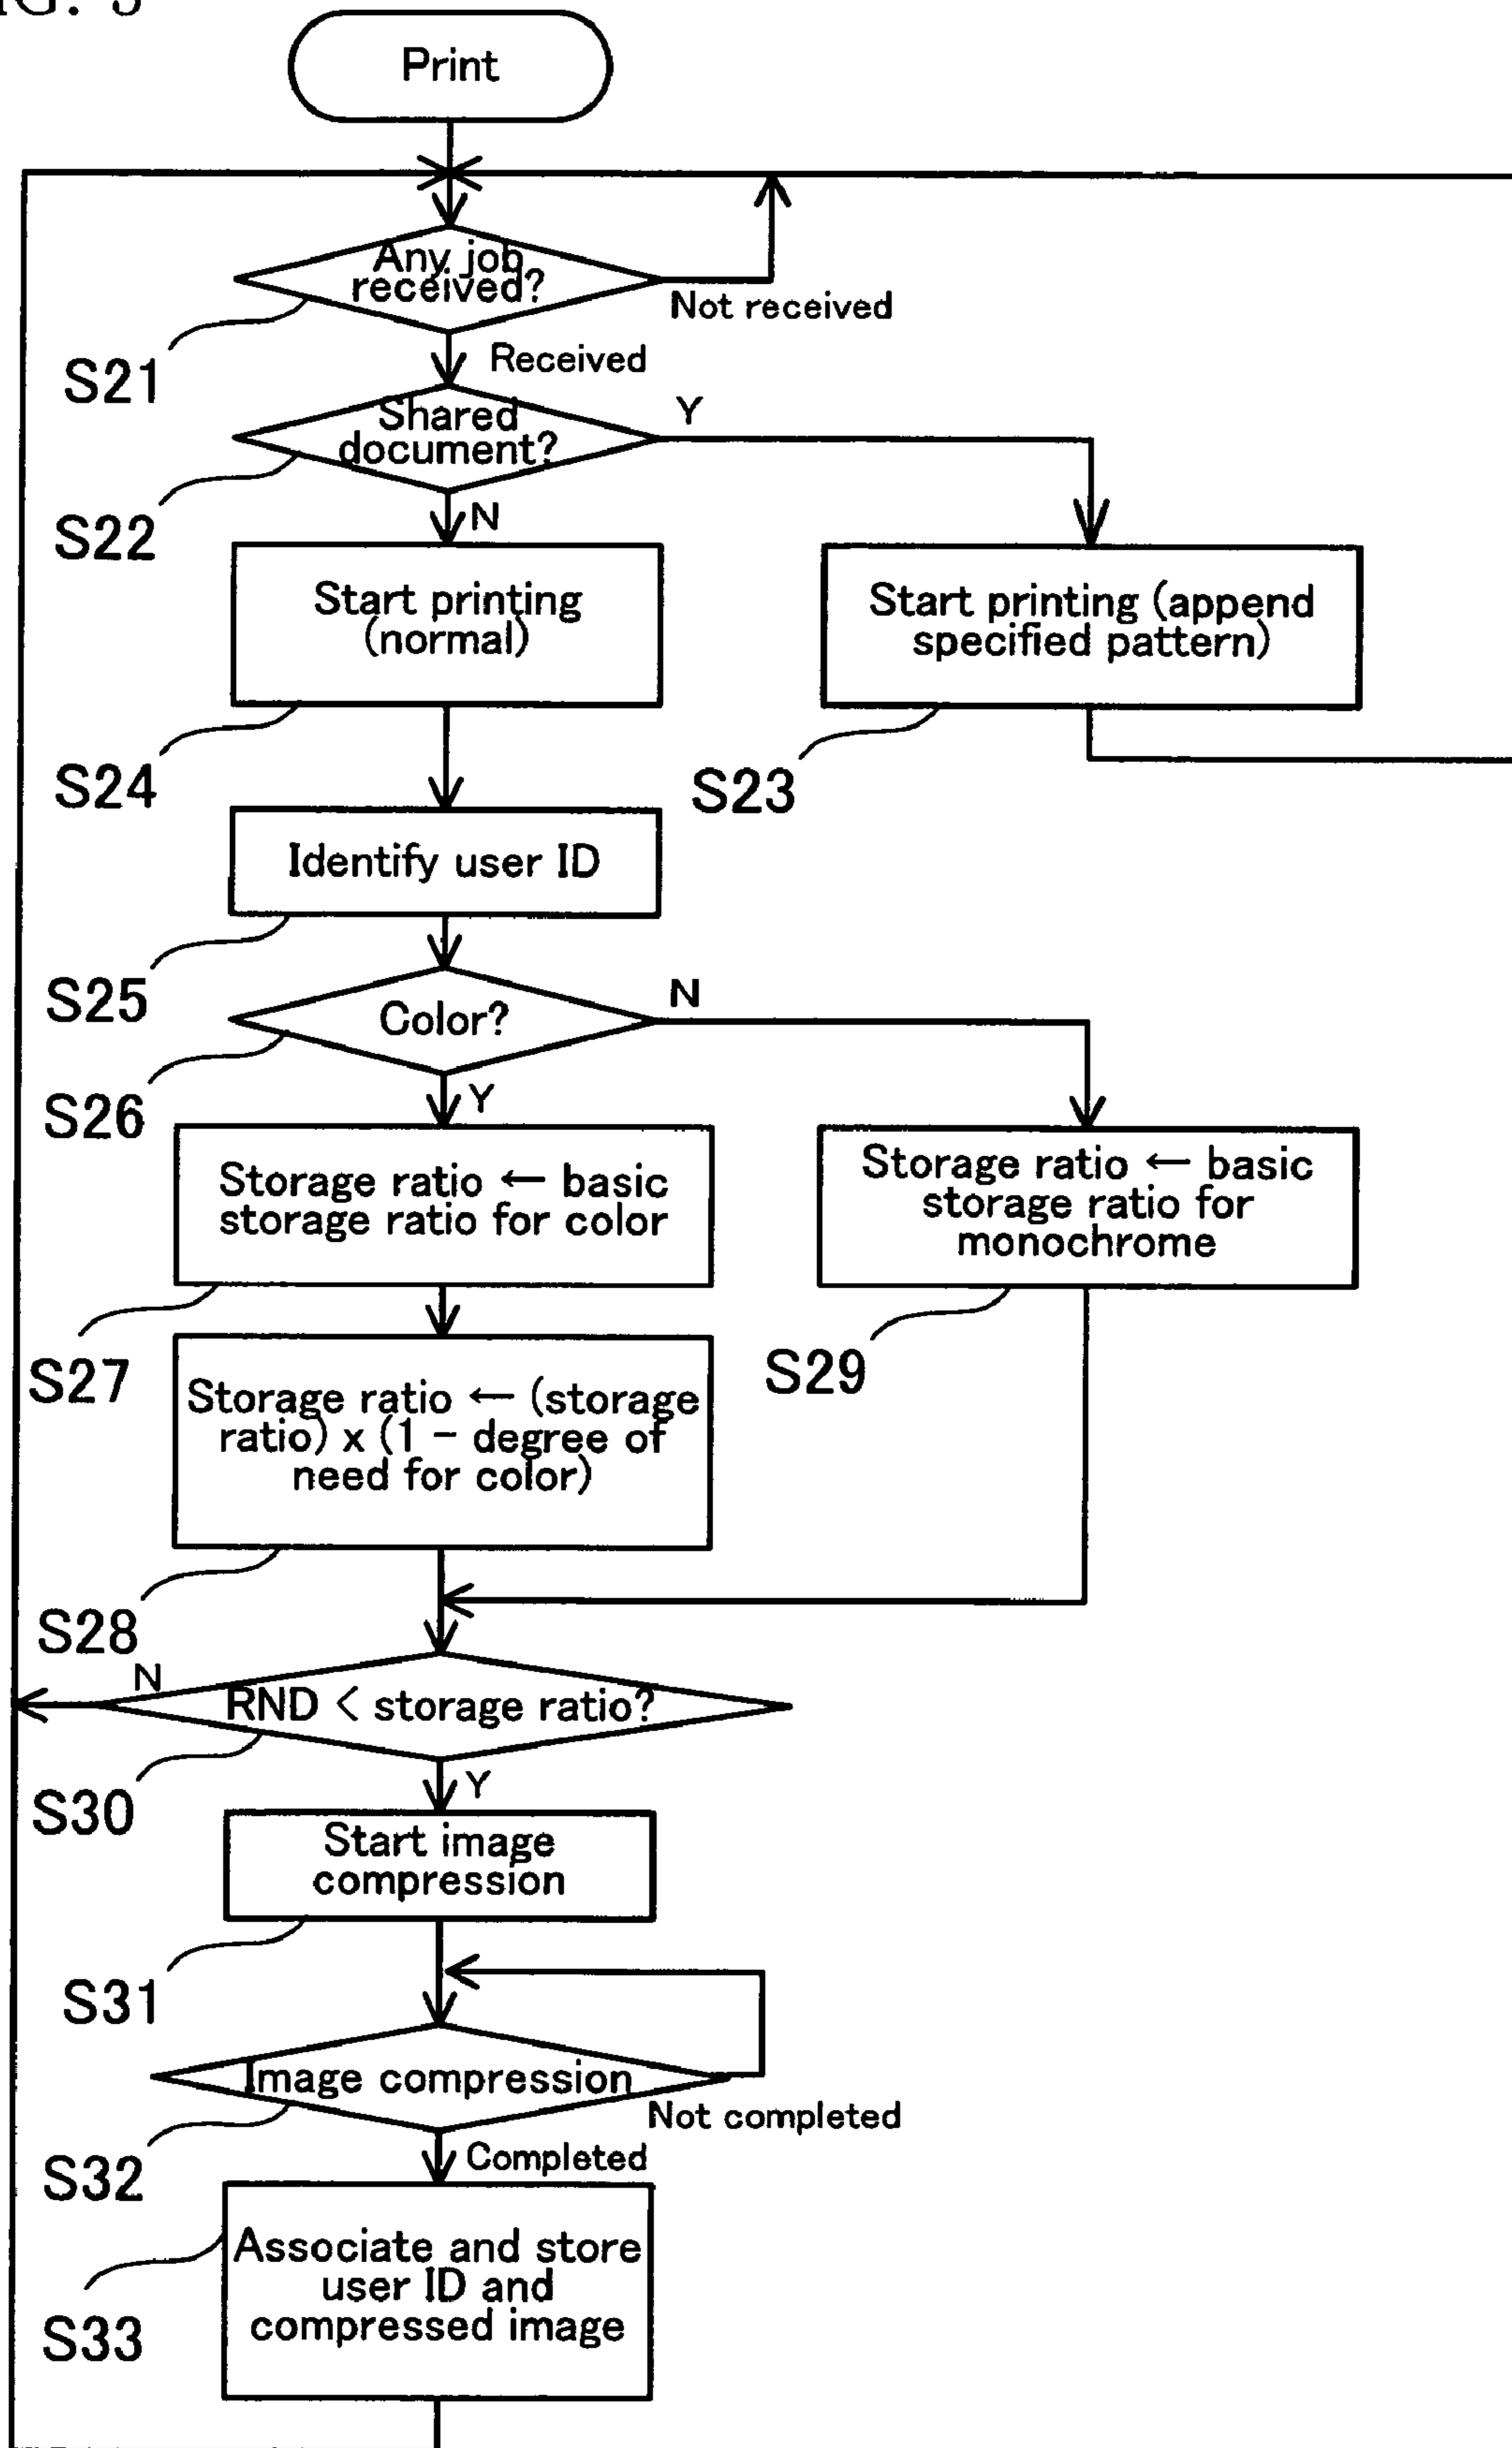 Print
Any job
received?
Not received
S21
Received
Shared
document?
Y
S22
N
Start printing
(normal)
Start printing (append
specified pattern)
S24
S23
Identify user ID
S25
Color?
N
S26
Y
Storage ratio ← basic
storage ratio for color
Storage ratio ← basic
storage ratio for
monochrome
S27
S29
Storage ratio ← (storage
ratio) x (1 - degree of
need for color)
S28
N
RND < storage ratio?
S30
Y
Start image
compression
S31
Image compression
Not completed
S32
Completed
Associate and store
user ID and
compressed image
S33